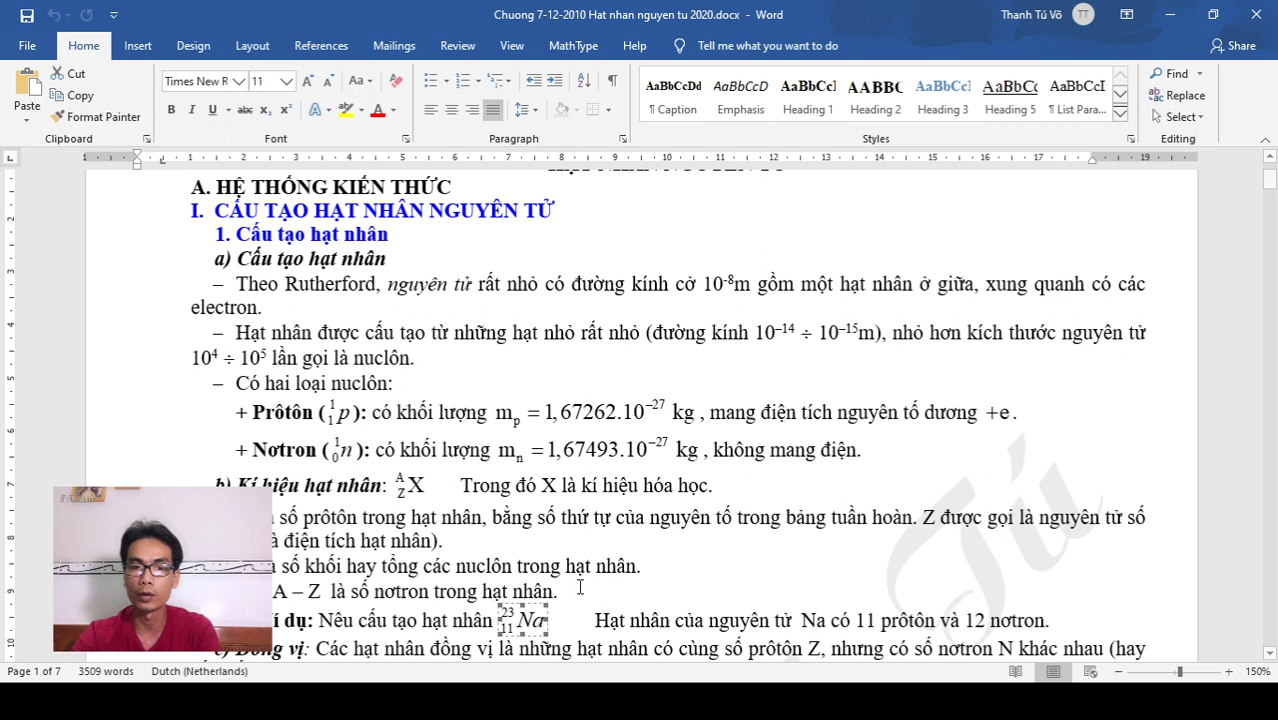 Chuong 7-12-2010 Hat nhan nguyen tu 2020.docx - Word
Thanh Tú Võ TT
File Home Insert Design Layout References Mailings Review View MathType Help Tell me what you want to do Share
Paste Cut Copy Format Painter
Clipboard
Times New R 11
Font
Paragraph
AaBbCcDd AaBbCcD AaBbCcI AABBC AaBbCcI AaBbCc AaBbCcI
¶ Caption Emphasis Heading 1 Heading 2 Heading 3 Heading 5 ¶ List Para...
Styles
Find
Replace
Select
Editing
A. HỆ THỐNG KIẾN THỨC
I. CẤU TẠO HẠT NHÂN NGUYÊN TỬ
1. Cấu tạo hạt nhân
a) Cấu tạo hạt nhân
– Theo Rutherford, nguyên tử rất nhỏ có đường kính cở 10⁻⁸m gồm một hạt nhân ở giữa, xung quanh có các
electron.
– Hạt nhân được cấu tạo từ những hạt nhỏ rất nhỏ (đường kính 10⁻¹⁴ ÷ 10⁻¹⁵m), nhỏ hơn kích thước nguyên tử
10⁴ ÷ 10⁵ lần gọi là nuclôn.
– Có hai loại nuclôn:
+ Prôtôn (¹₁p): có khối lượng mₚ = 1,67262.10⁻²⁷ kg , mang điện tích nguyên tố dương +e .
+ Nơtron (¹₀n): có khối lượng mₙ = 1,67493.10⁻²⁷ kg , không mang điện.
b) Kí hiệu hạt nhân: ᴬ_Z X Trong đó X là kí hiệu hóa học.
số prôtôn trong hạt nhân, bằng số thứ tự của nguyên tố trong bảng tuần hoàn. Z được gọi là nguyên tử số
điện tích hạt nhân).
số khối hay tổng các nuclôn trong hạt nhân.
A – Z là số nơtron trong hạt nhân.
dụ: Nêu cấu tạo hạt nhân ²³₁₁Na Hạt nhân của nguyên tử Na có 11 prôtôn và 12 nơtron.
Các hạt nhân đồng vị là những hạt nhân có cùng số prôtôn Z, nhưng có số nơtron N khác nhau (hay
Tú
Page 1 of 7 3509 words Dutch (Netherlands) 150%